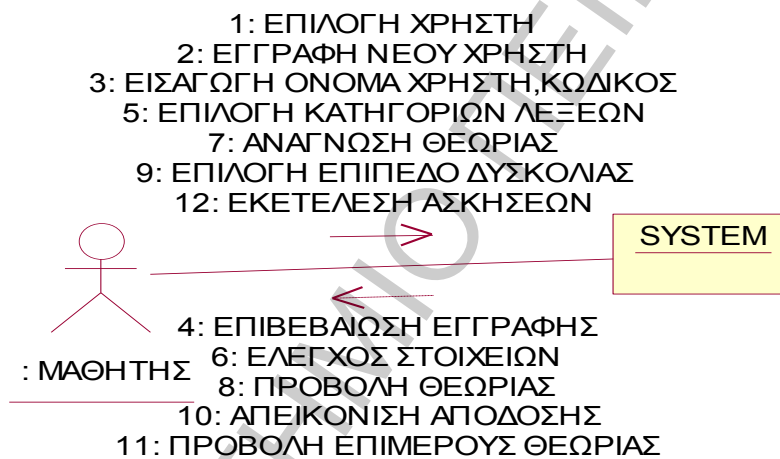 1: ΕΠΙΛΟΓΗ ΧΡΗΣΤΗ
2: ΕΓΓΡΑΦΗ ΝΕΟΥ ΧΡΗΣΤΗ
3: ΕΙΣΑΓΩΓΗ ΟΝΟΜΑ ΧΡΗΣΤΗ,ΚΩΔΙΚΟΣ
5: ΕΠΙΛΟΓΗ ΚΑΤΗΓΟΡΙΩΝ ΛΕΞΕΩΝ
7: ΑΝΑΓΝΩΣΗ ΘΕΩΡΙΑΣ
9: ΕΠΙΛΟΓΗ ΕΠΙΠΕΔΟ ΔΥΣΚΟΛΙΑΣ
12: ΕΚΕΤΕΛΕΣΗ ΑΣΚΗΣΕΩΝ
SYSTEM
4: ΕΠΙΒΕΒΑΙΩΣΗ ΕΓΓΡΑΦΗΣ
: ΜΑΘΗΤΗΣ
6: ΕΛΕΓΧΟΣ ΣΤΟΙΧΕΙΩΝ
8: ΠΡΟΒΟΛΗ ΘΕΩΡΙΑΣ
10: ΑΠΕΙΚΟΝΙΣΗ ΑΠΟΔΟΣΗΣ
11: ΠΡΟΒΟΛΗ ΕΠΙΜΕΡΟΥΣ ΘΕΩΡΙΑΣ